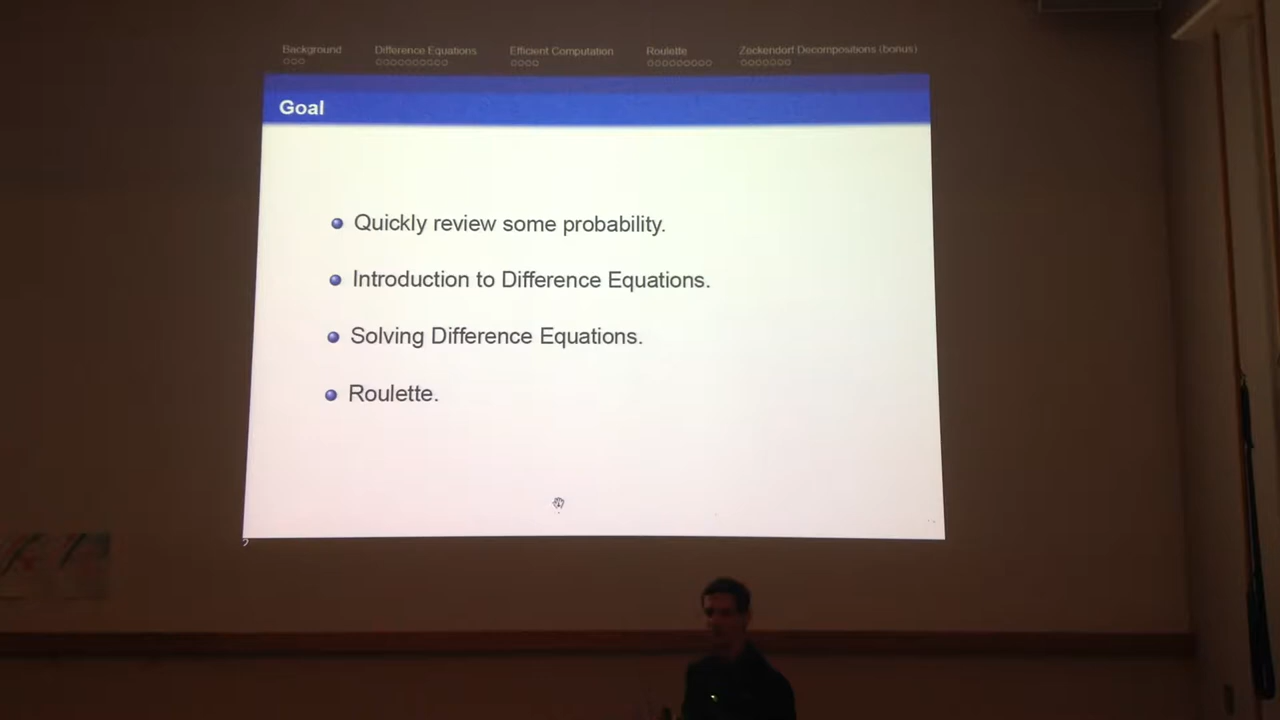 Background Difference Equations Efficient Computation Roulette Zeckendorf Decompositions (bonus)
Goal
Quickly review some probability.
Introduction to Difference Equations.
Solving Difference Equations.
Roulette.
2